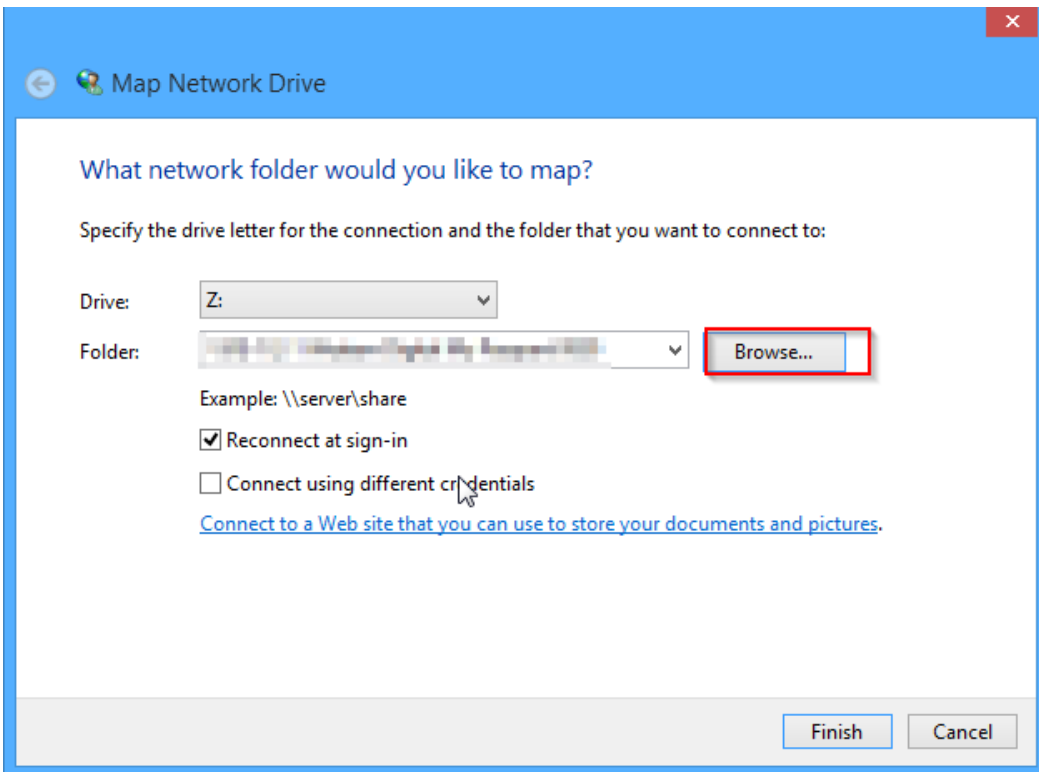 Map Network Drive
What network folder would you like to map?
Specify the drive letter for the connection and the folder that you want to connect to:
Drive: Z:
Folder: Browse...
Example: \\server\share
Reconnect at sign-in
Connect using different credentials
Connect to a Web site that you can use to store your documents and pictures.
Finish Cancel